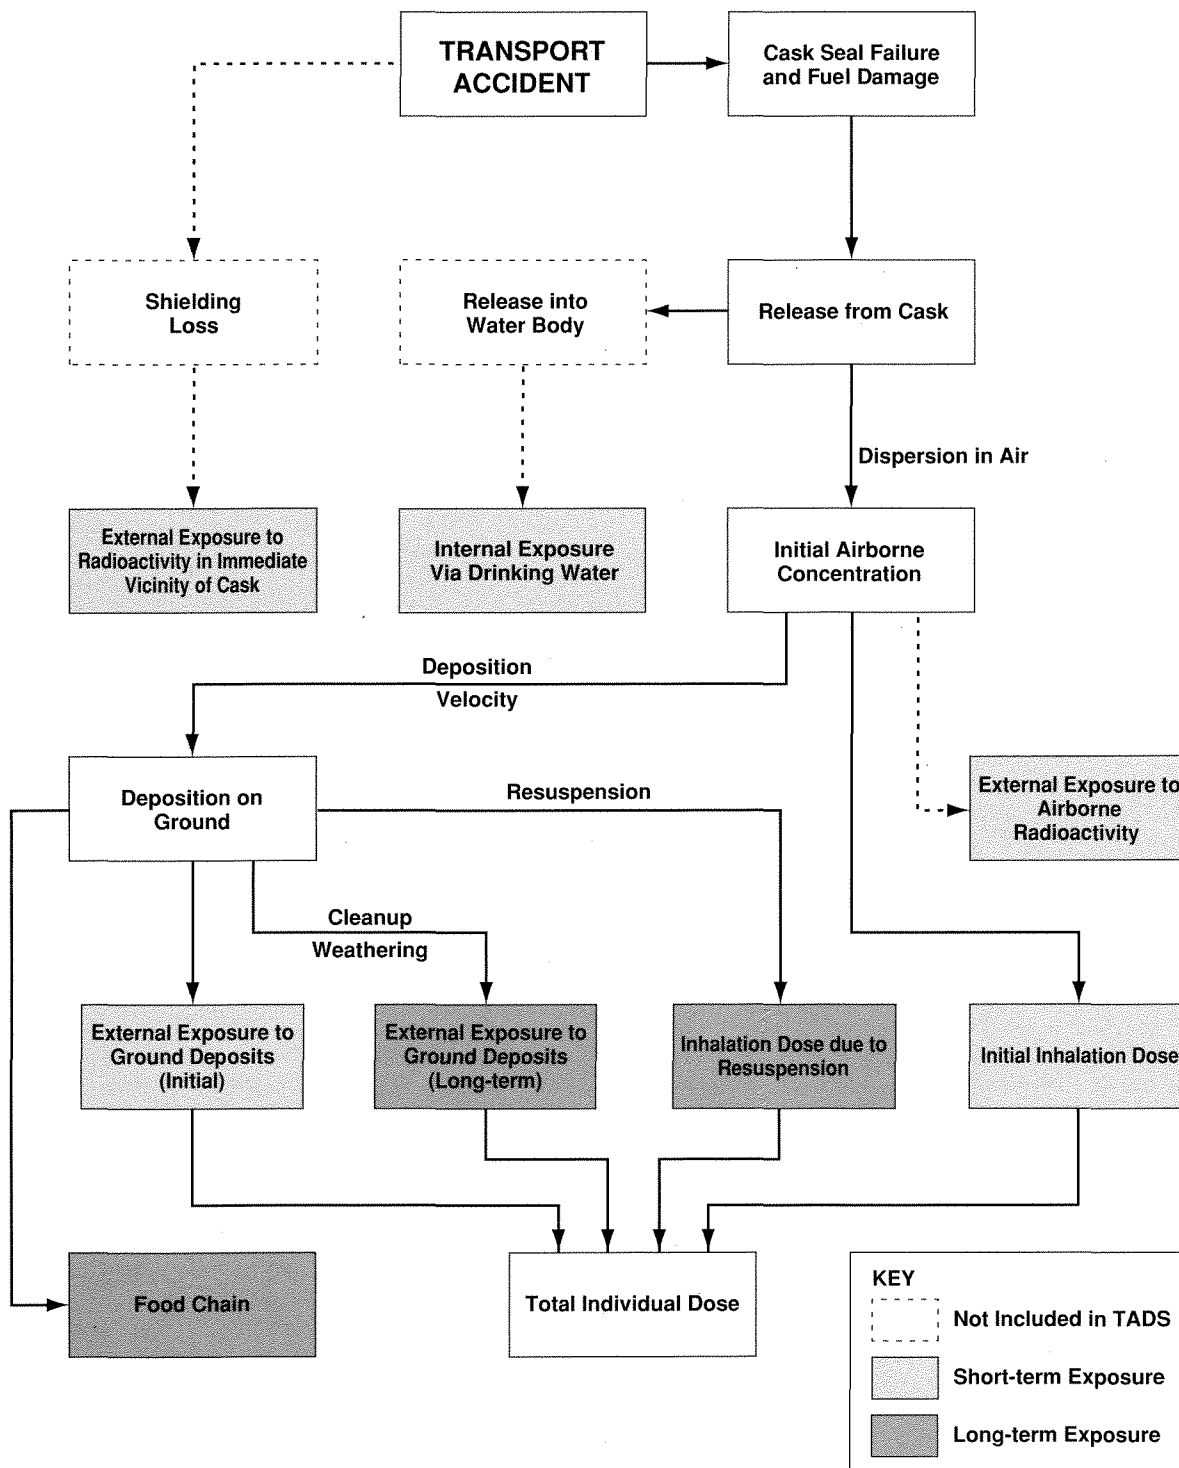 TRANSPORT
ACCIDENT
Cask Seal Failure
and Fuel Damage
Shielding
Loss
Release into
Water Body
Release from Cask
Dispersion in Air
External Exposure to
Radioactivity in Immediate
Vicinity of Cask
Internal Exposure
Via Drinking Water
Initial Airborne
Concentration
Deposition
Velocity
Deposition on
Ground
Resuspension
External Exposure to
Airborne
Radioactivity
Cleanup
Weathering
External Exposure to
Ground Deposits
(Initial)
External Exposure to
Ground Deposits
(Long-term)
Inhalation Dose due to
Resuspension
Initial Inhalation Dose
Food Chain
Total Individual Dose
KEY
Not Included in TADS
Short-term Exposure
Long-term Exposure